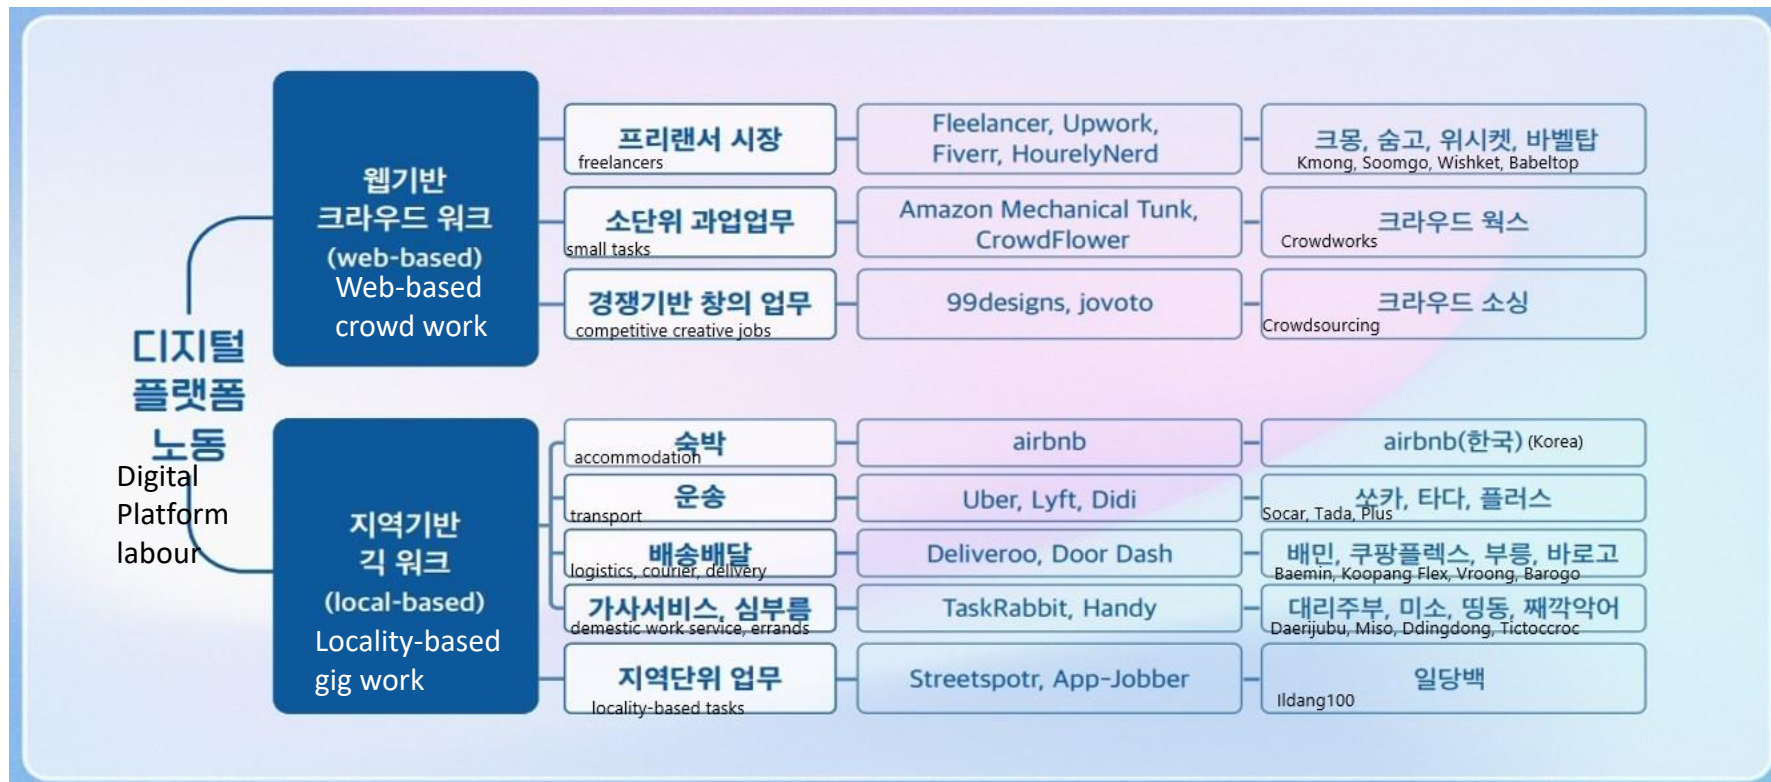 디지털
플랫폼
노동
Digital
Platform
labour
웹기반
크라우드 워크
(web-based)
Web-based
crowd work
프리랜서 시장
freelancers
Fleelancer, Upwork,
Fiverr, HourelyNerd
크몽, 숨고, 위시켓, 바벨탑
Kmong, Soomgo, Wishket, Babeltop
소단위 과업업무
small tasks
Amazon Mechanical Tunk,
CrowdFlower
크라우드 웍스
Crowdworks
경쟁기반 창의 업무
competitive creative jobs
99designs, jovoto
크라우드 소싱
Crowdsourcing
지역기반
긱 워크
(local-based)
Locality-based
gig work
숙박
accommodation
airbnb
airbnb(한국) (Korea)
운송
transport
Uber, Lyft, Didi
쏘카, 타다, 플러스
Socar, Tada, Plus
배송배달
logistics, courier, delivery
Deliveroo, Door Dash
배민, 쿠팡플렉스, 부릉, 바로고
Baemin, Koopang Flex, Vroong, Barogo
가사서비스, 심부름
demestic work service, errands
TaskRabbit, Handy
대리주부, 미소, 띵동, 째깍악어
Daerijubu, Miso, Ddingdong, Tictoccroc
지역단위 업무
locality-based tasks
Streetspotr, App-Jobber
일당백
Ildang100